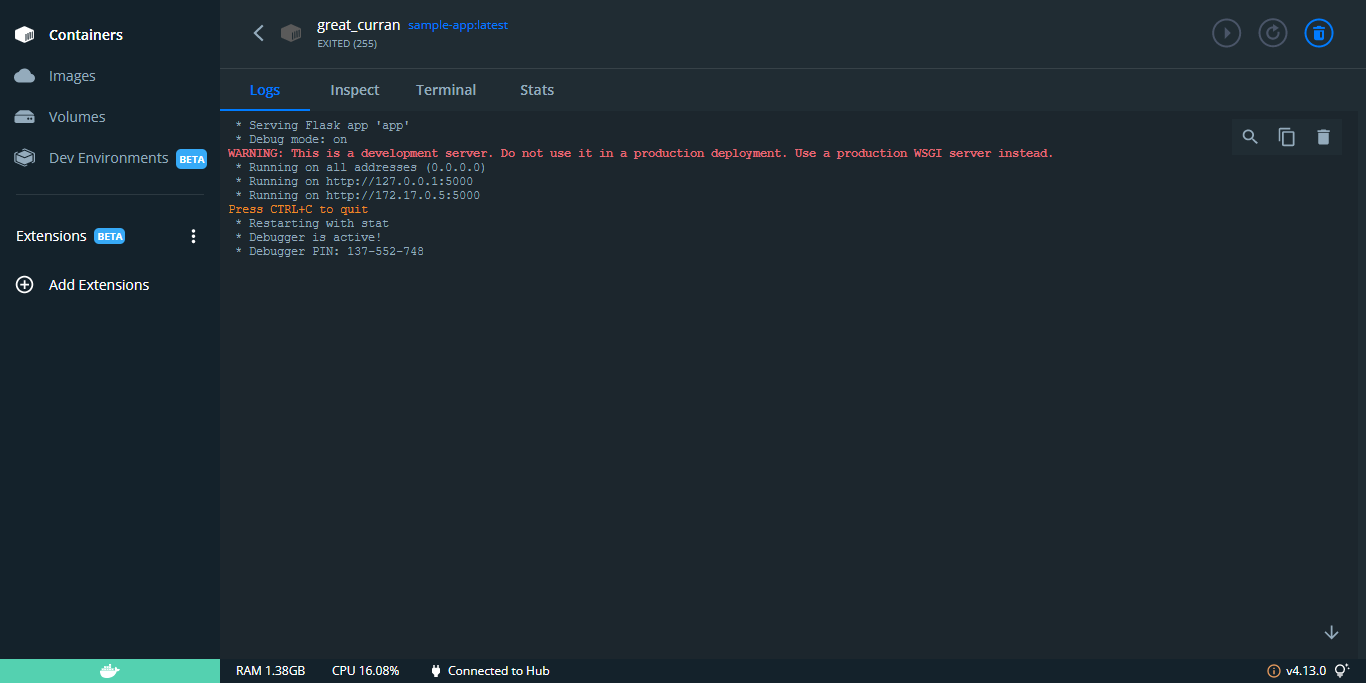 Containers
Images
Volumes
Dev Environments BETA
Extensions BETA
Add Extensions
great_curran sample-app:latest
EXITED (255)
Logs Inspect Terminal Stats
* Serving Flask app 'app'
* Debug mode: on
WARNING: This is a development server. Do not use it in a production deployment. Use a production WSGI server instead.
* Running on all addresses (0.0.0.0)
* Running on http://127.0.0.1:5000
* Running on http://172.17.0.5:5000
Press CTRL+C to quit
* Restarting with stat
* Debugger is active!
* Debugger PIN: 137-552-748
RAM 1.38GB CPU 16.08% Connected to Hub v4.13.0